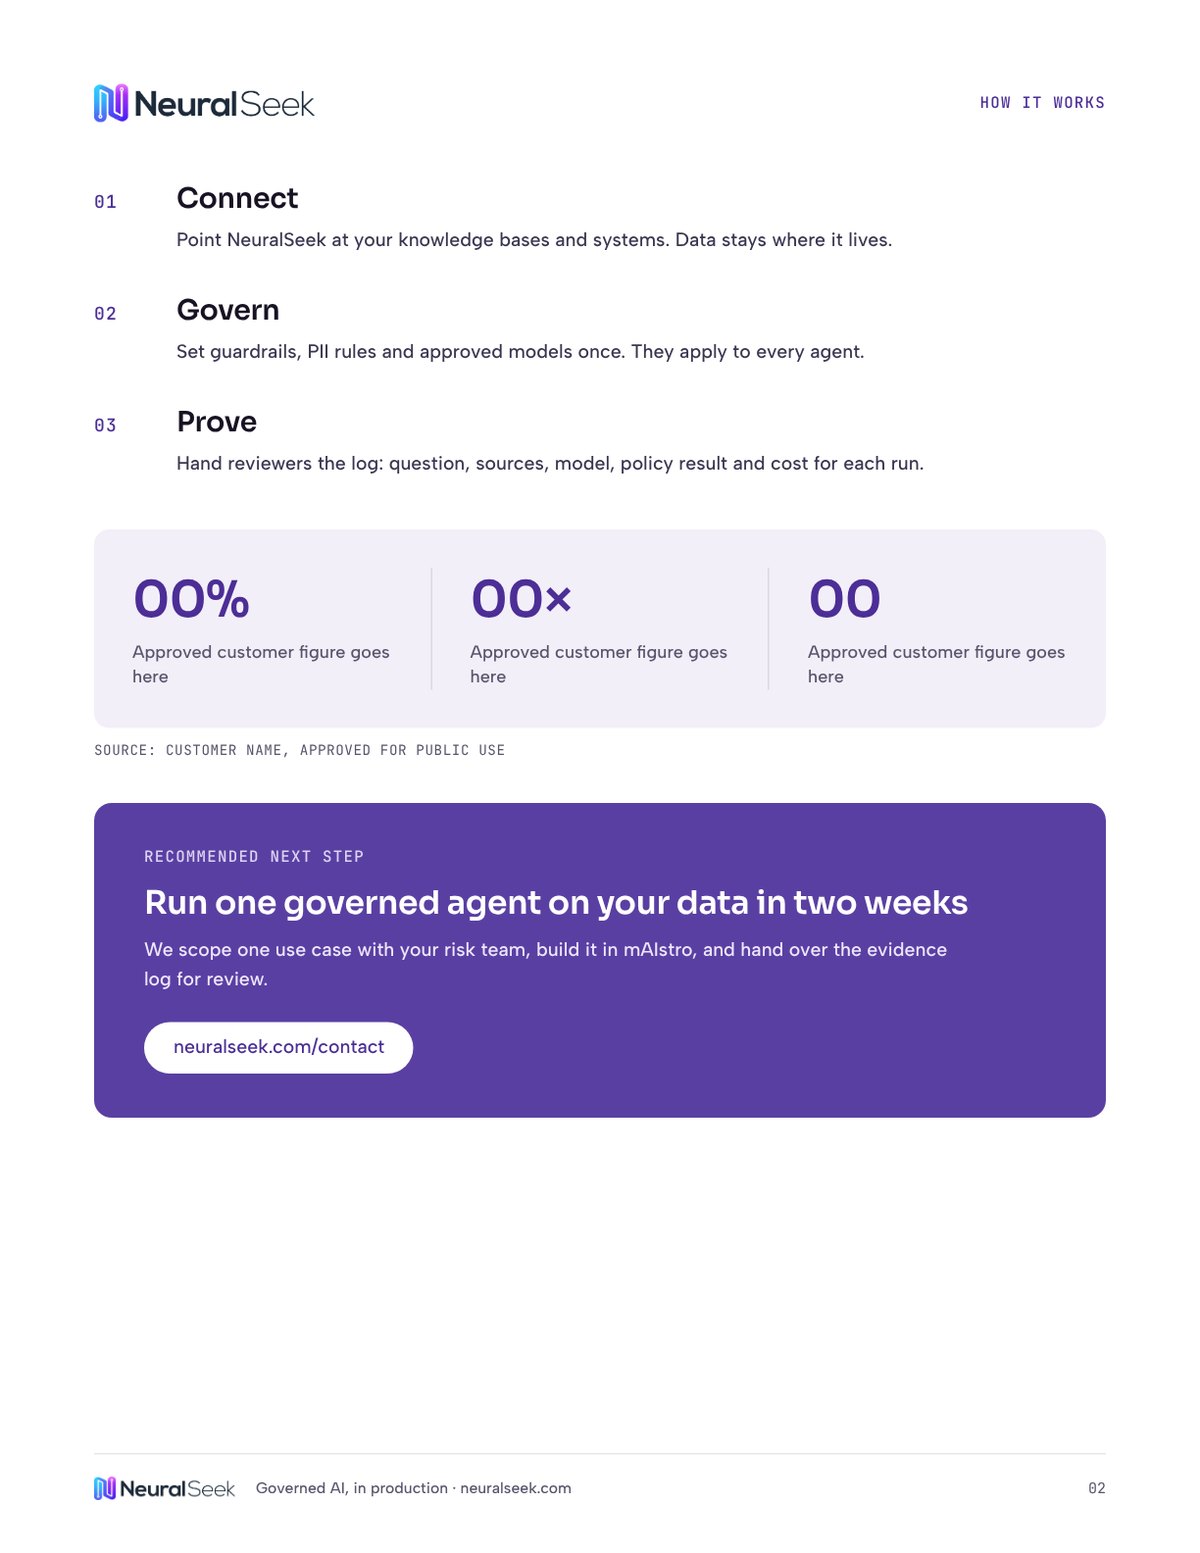 NeuralSeek
HOW IT WORKS
01
Connect
Point NeuralSeek at your knowledge bases and systems. Data stays where it lives.
02
Govern
Set guardrails, PII rules and approved models once. They apply to every agent.
03
Prove
Hand reviewers the log: question, sources, model, policy result and cost for each run.
00%
Approved customer figure goes
here
00×
Approved customer figure goes
here
00
Approved customer figure goes
here
SOURCE: CUSTOMER NAME, APPROVED FOR PUBLIC USE
RECOMMENDED NEXT STEP
Run one governed agent on your data in two weeks
We scope one use case with your risk team, build it in mAIstro, and hand over the evidence
log for review.
neuralseek.com/contact
NeuralSeek
Governed AI, in production · neuralseek.com
02